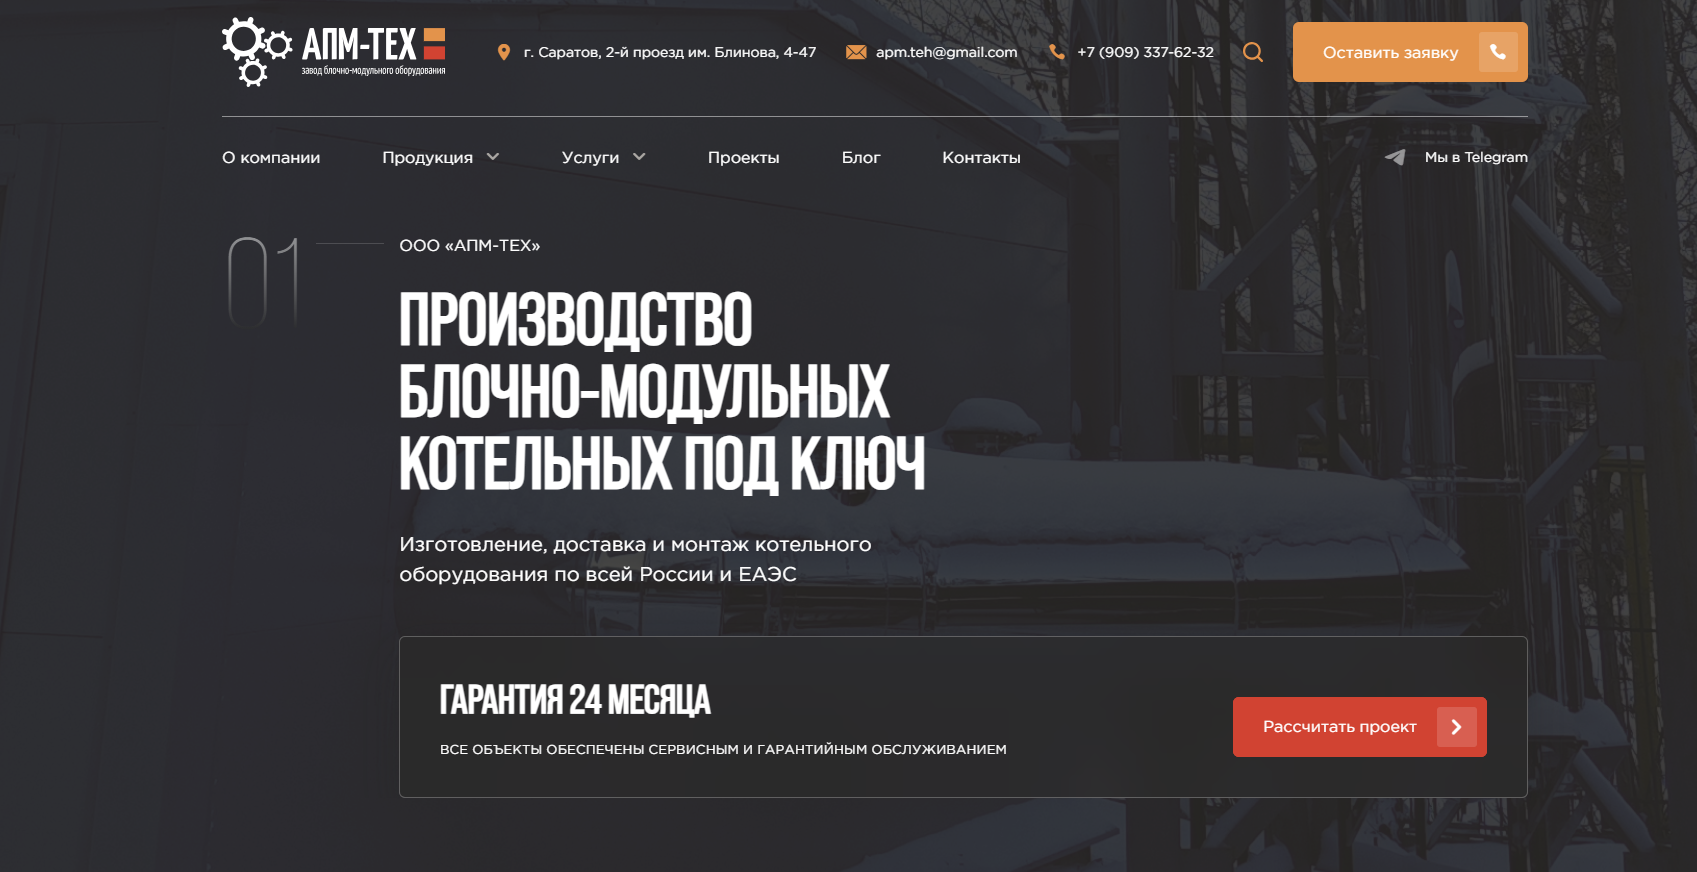 АПМ-ТЕХ
завод блочно-модульного оборудования
г. Саратов, 2-й проезд им. Блинова, 4-47
apm.teh@gmail.com
+7 (909) 337-62-32
Оставить заявку
О компании
Продукция
Услуги
Проекты
Блог
Контакты
Мы в Telegram
01
ООО «АПМ-ТЕХ»
ПРОИЗВОДСТВО
БЛОЧНО-МОДУЛЬНЫХ
КОТЕЛЬНЫХ ПОД КЛЮЧ
Изготовление, доставка и монтаж котельного
оборудования по всей России и ЕАЭС
ГАРАНТИЯ 24 МЕСЯЦА
ВСЕ ОБЪЕКТЫ ОБЕСПЕЧЕНЫ СЕРВИСНЫМ И ГАРАНТИЙНЫМ ОБСЛУЖИВАНИЕМ
Рассчитать проект